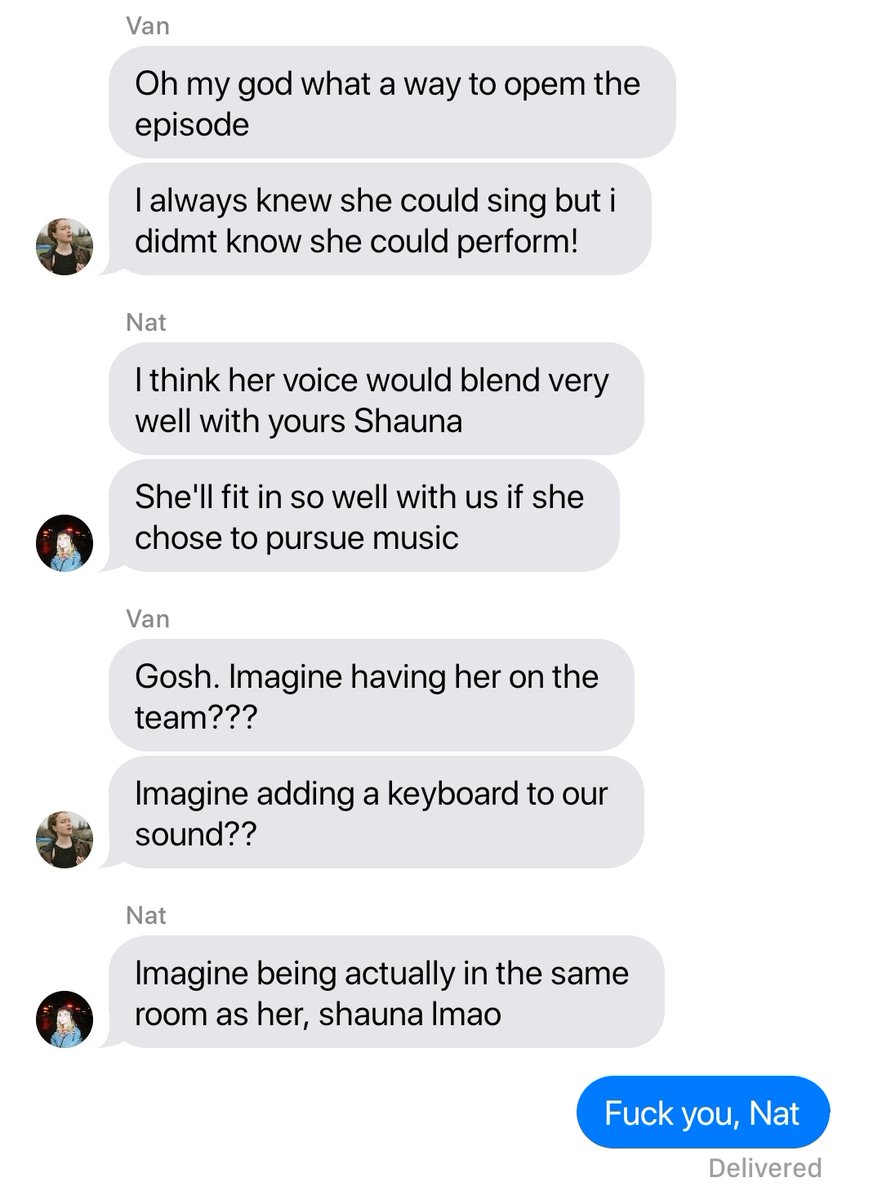 Van
Oh my god what a way to opem the
episode
I always knew she could sing but i
didmt know she could perform!
Nat
I think her voice would blend very
well with yours Shauna
She'll fit in so well with us if she
chose to pursue music
Van
Gosh. Imagine having her on the
team???
Imagine adding a keyboard to our
sound??
Nat
Imagine being actually in the same
room as her, shauna lmao
Fuck you, Nat
Delivered